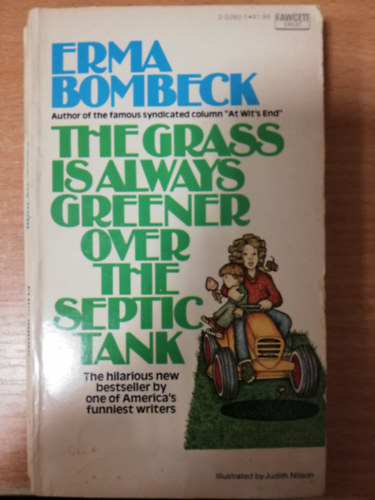 ERMA
BOMBECK
Author of the famous syndicated column "At Wit's End"
THE GRASS
IS ALWAYS
GREENER
OVER
THE
SEPTIC
TANK
The hilarious new
bestseller by
one of America's
funniest writers
Illustrated by Judith Nilson
FAWCETT
CREST